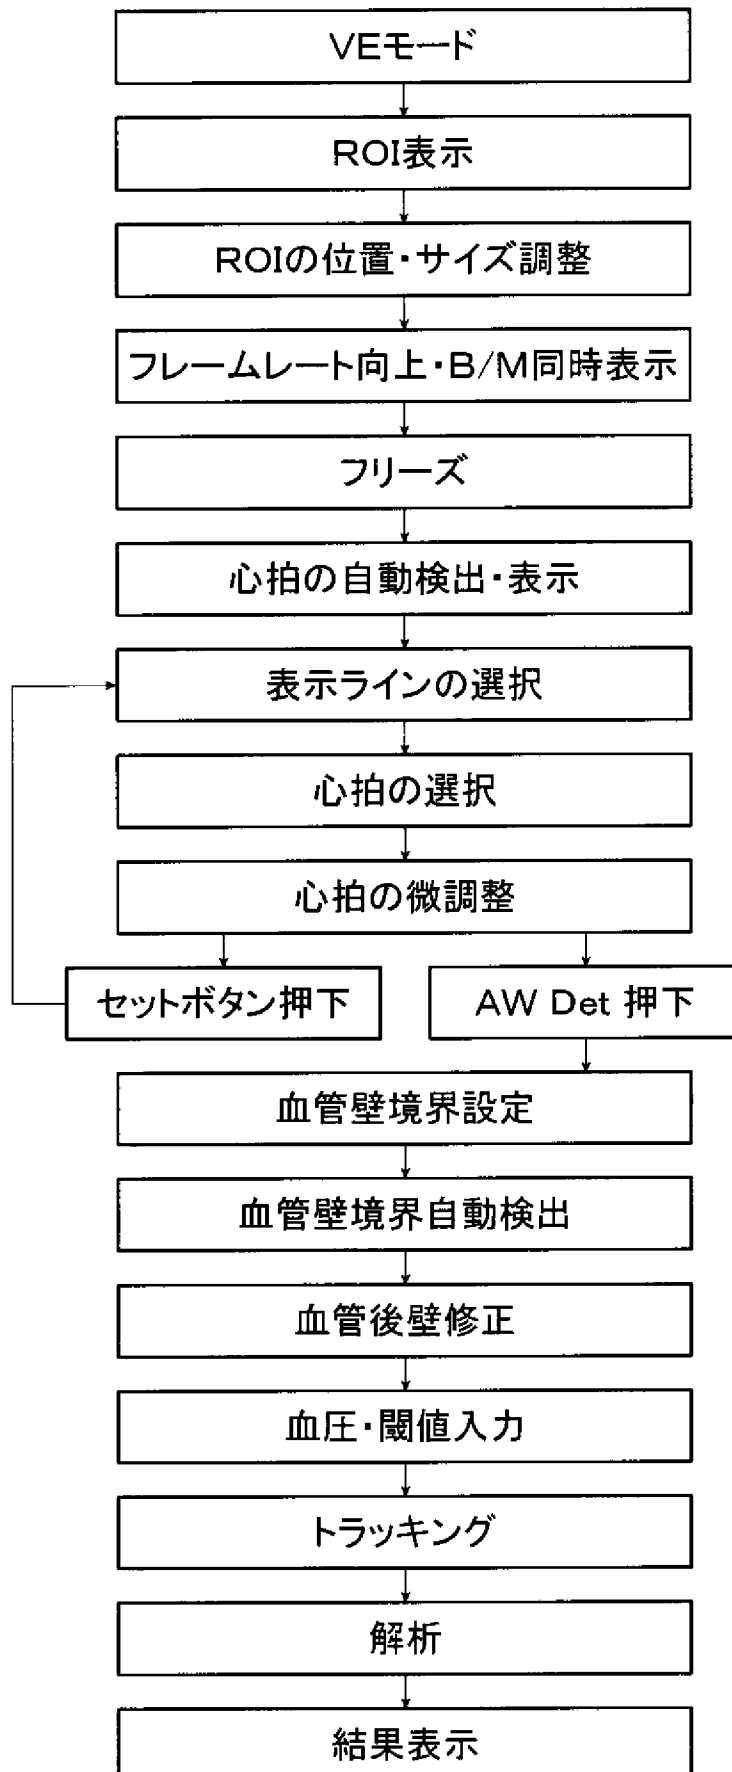 VEモード
ROI表示
ROIの位置・サイズ調整
フレームレート向上・B/M同時表示
フリーズ
心拍の自動検出・表示
表示ラインの選択
心拍の選択
心拍の微調整
セットボタン押下
AW Det 押下
血管壁境界設定
血管壁境界自動検出
血管後壁修正
血圧・閾値入力
トラッキング
解析
結果表示